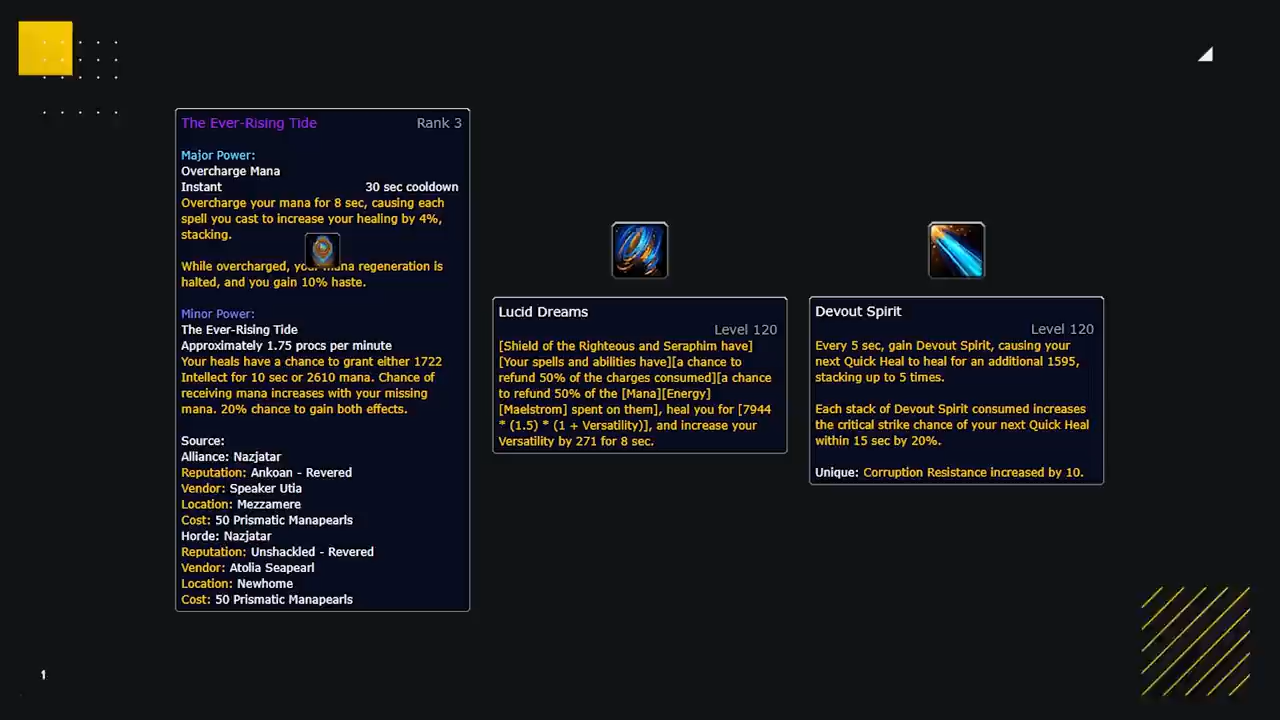 The Ever-Rising Tide Rank 3
Major Power:
Overcharge Mana
Instant 30 sec cooldown
Overcharge your mana for 8 sec, causing each
spell you cast to increase your healing by 4%,
stacking.
While overcharged, your mana regeneration is
halted, and you gain 10% haste.
Minor Power:
The Ever-Rising Tide
Approximately 1.75 procs per minute
Your heals have a chance to grant either 1722
Intellect for 10 sec or 2610 mana. Chance of
receiving mana increases with your missing
mana. 20% chance to gain both effects.
Source:
Alliance: Nazjatar
Reputation: Ankoan - Revered
Vendor: Speaker Utia
Location: Mezzamere
Cost: 50 Prismatic Manapearls
Horde: Nazjatar
Reputation: Unshackled - Revered
Vendor: Atolia Seapearl
Location: Newhome
Cost: 50 Prismatic Manapearls
Lucid Dreams
Level 120
[Shield of the Righteous and Seraphim have]
[Your spells and abilities have][a chance to
refund 50% of the charges consumed][a chance
to refund 50% of the [Mana][Energy]
[Maelstrom] spent on them], heal you for [7944
* (1.5) * (1 + Versatility)], and increase your
Versatility by 271 for 8 sec.
Devout Spirit
Level 120
Every 5 sec, gain Devout Spirit, causing your
next Quick Heal to heal for an additional 1595,
stacking up to 5 times.
Each stack of Devout Spirit consumed increases
the critical strike chance of your next Quick Heal
within 15 sec by 20%.
Unique: Corruption Resistance increased by 10.
1